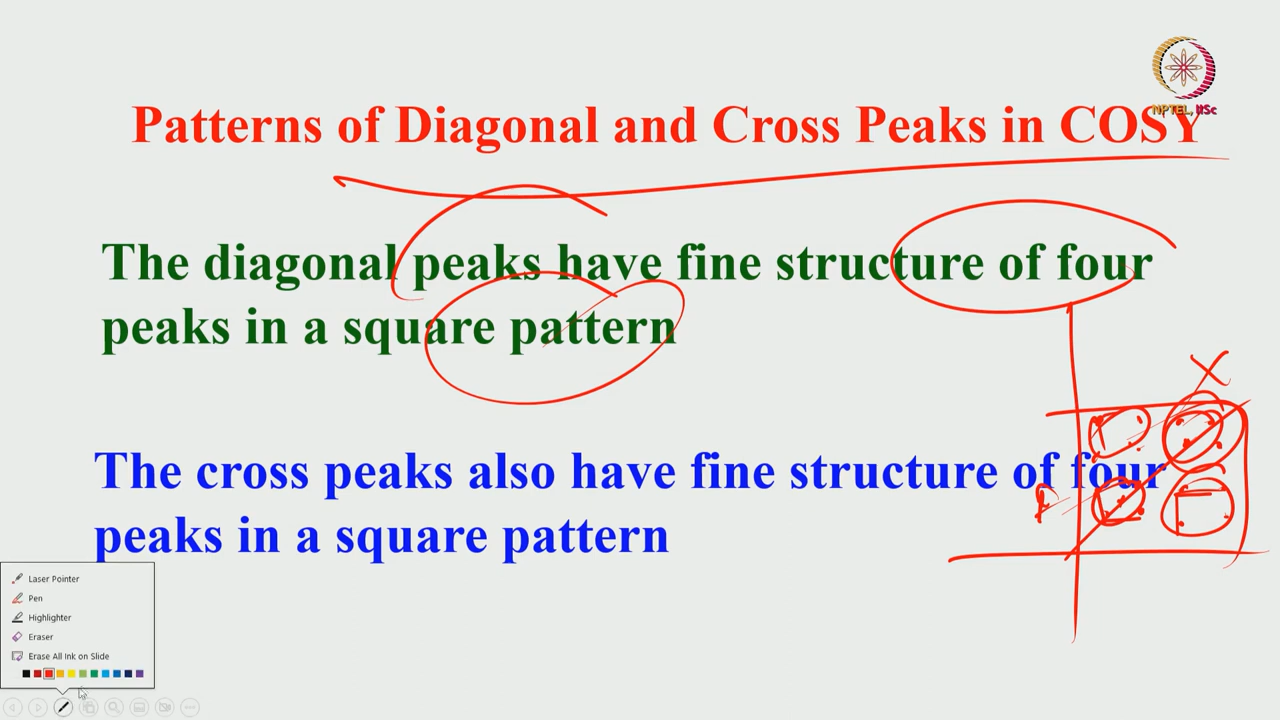 NPTEL, IISc
Patterns of Diagonal and Cross Peaks in COSY
The diagonal peaks have fine structure of four
peaks in a square pattern
X
The cross peaks also have fine structure of four
peaks in a square pattern
Laser Pointer
Pen
Highlighter
Eraser
Erase All Ink on Slide